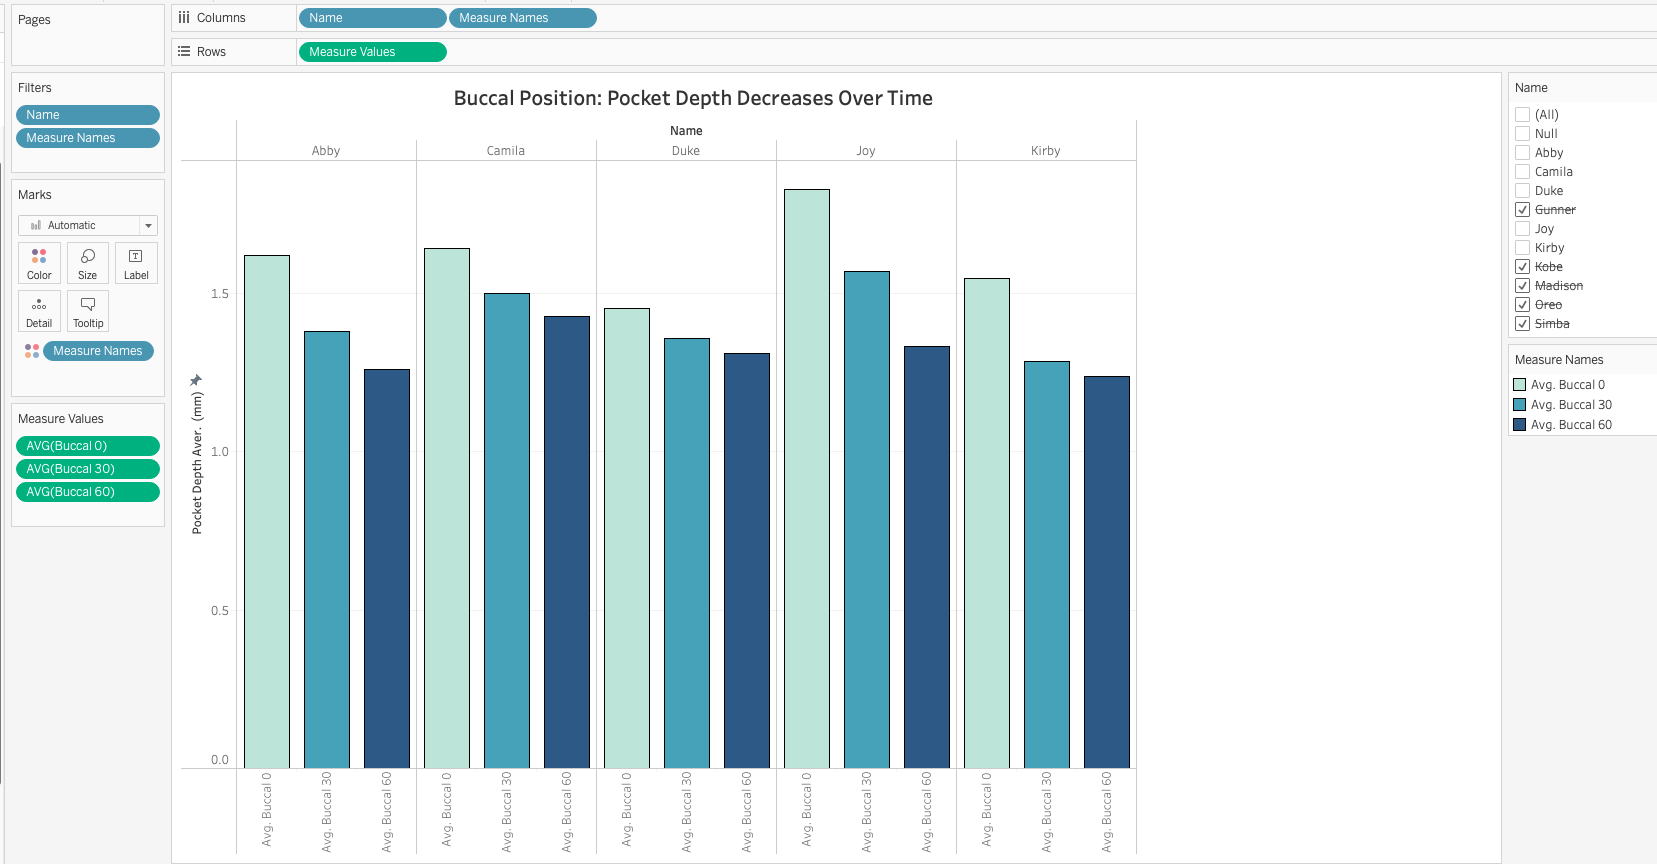 Pages
Columns
Name
Measure Names
Rows
Measure Values
Filters
Name
Measure Names
Marks
Automatic
Color
Size
Label
Detail
Tooltip
Measure Names
Measure Values
AVG(Buccal 0)
AVG(Buccal 30)
AVG(Buccal 60)
Buccal Position: Pocket Depth Decreases Over Time
Name
Abby
Camila
Duke
Joy
Kirby
Pocket Depth Aver. (mm)
1.5
1.0
0.5
0.0
Avg. Buccal 0
Avg. Buccal 30
Avg. Buccal 60
Avg. Buccal 0
Avg. Buccal 30
Avg. Buccal 60
Avg. Buccal 0
Avg. Buccal 30
Avg. Buccal 60
Avg. Buccal 0
Avg. Buccal 30
Avg. Buccal 60
Avg. Buccal 0
Avg. Buccal 30
Avg. Buccal 60
Name
(All)
Null
Abby
Camila
Duke
Gunner
Joy
Kirby
Kobe
Madison
Oreo
Simba
Measure Names
Avg. Buccal 0
Avg. Buccal 30
Avg. Buccal 60